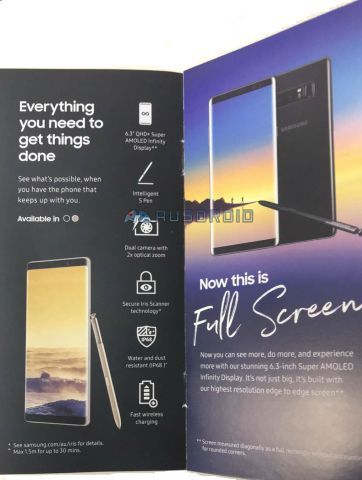 Everything
you need to
get things
done
See what's possible, when
you have the phone that
keeps up with you.
Available in
6.3" QHD+ Super
AMOLED Infinity
Display**
Intelligent
S Pen
Dual camera with
2x optical zoom
Secure Iris Scanner
technology*
IP68
Water and dust
resistant (IP68)^
Fast wireless
charging
* See samsung.com/au/iris for details.
^ Max 1.5m for up to 30 mins.
AUSDROID
SAMSUNG
Now this is
Full Screen
Now you can see more, do more, and experience
more with our stunning 6.3-inch Super AMOLED
Infinity Display. It's not just big, it's built with
our highest resolution edge to edge screen**
** Screen measured diagonally as a full rectangle without accounting
for rounded corners.